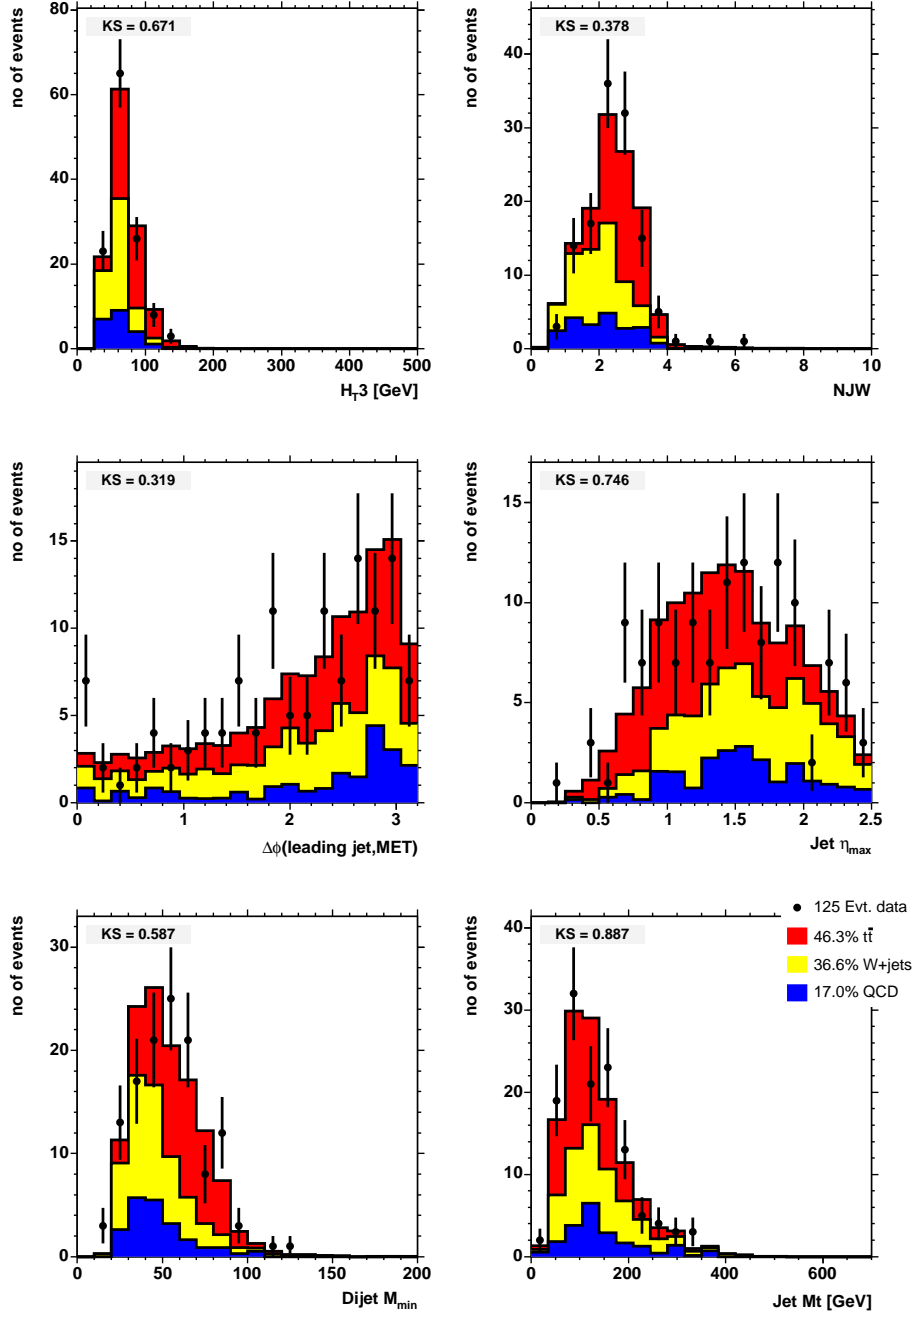 KS = 0.671
no of events
80
60
40
20
0
0 100 200 300 400 500
H_T3 [GeV]
KS = 0.378
no of events
40
30
20
10
0
0 2 4 6 8 10
NJW
KS = 0.319
no of events
15
10
5
0
0 1 2 3
Δϕ(leading jet,MET)
KS = 0.746
no of events
15
10
5
0
0 0.5 1 1.5 2 2.5
Jet η_max
KS = 0.587
no of events
30
20
10
0
0 50 100 150 200
Dijet M_min
KS = 0.887
no of events
40
30
20
10
0
0 200 400 600
Jet Mt [GeV]
125 Evt. data
46.3% tt̄
36.6% W+jets
17.0% QCD